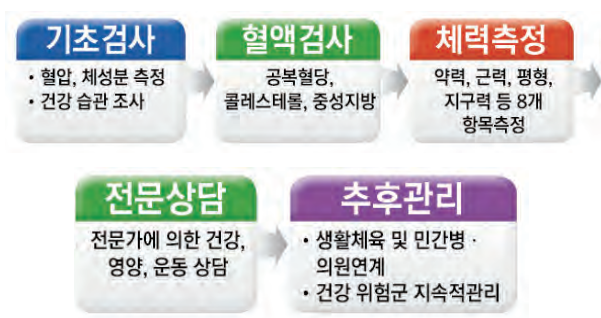 기초검사
• 혈압, 체성분 측정
• 건강 습관 조사
혈액검사
공복혈당,
콜레스테롤, 중성지방
체력측정
약력, 근력, 평형,
지구력 등 8개
항목측정
전문상담
전문가에 의한 건강,
영양, 운동 상담
추후관리
• 생활체육 및 민간병·
의원연계
• 건강 위험군 지속적관리